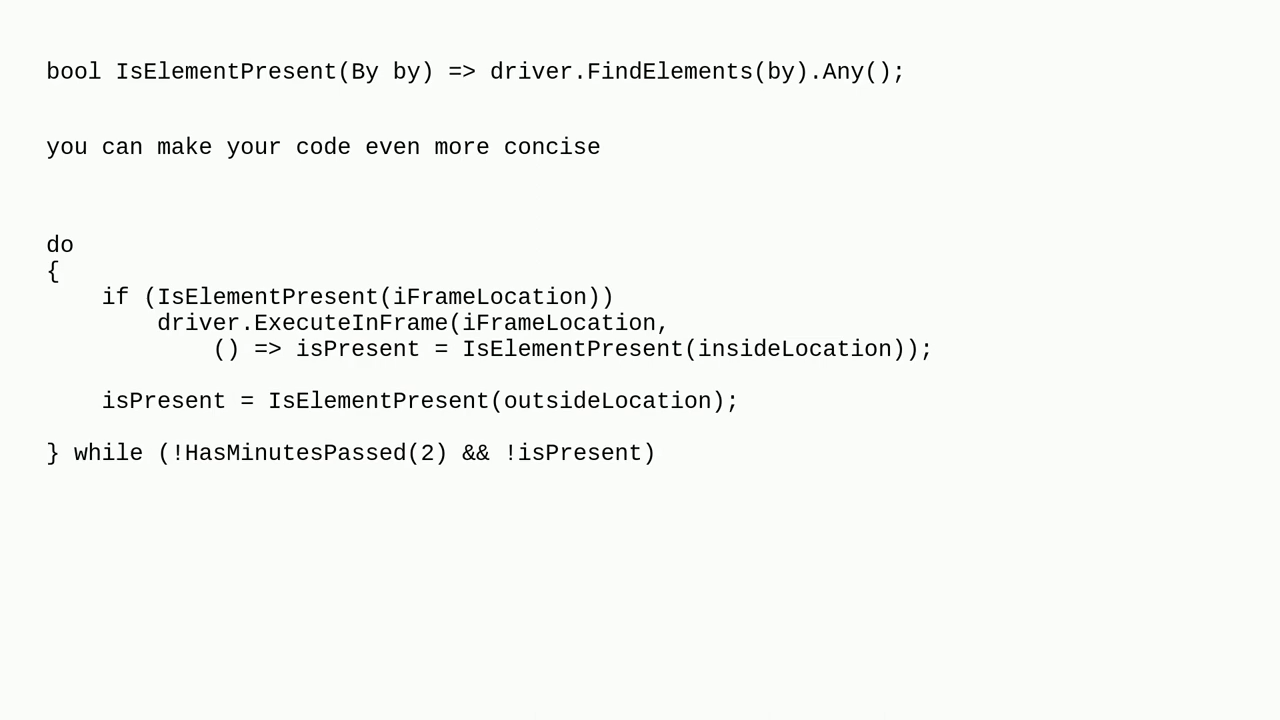 bool IsElementPresent(By by) => driver.FindElements(by).Any();
you can make your code even more concise
do
{
    if (IsElementPresent(iFrameLocation))
        driver.ExecuteInFrame(iFrameLocation,
            () => isPresent = IsElementPresent(insideLocation));
    isPresent = IsElementPresent(outsideLocation);
} while (!HasMinutesPassed(2) && !isPresent)